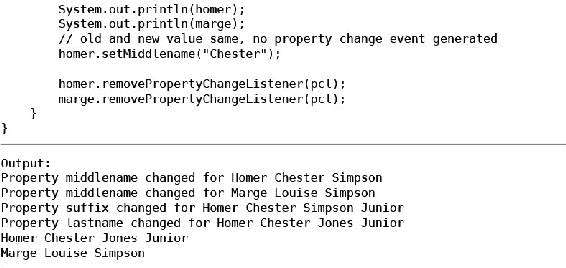 System.out.println(homer);
System.out.println(marge);
// old and new value same, no property change event generated
homer.setMiddlename("Chester");
homer.removePropertyChangeListener(pcl);
marge.removePropertyChangeListener(pcl);
}
}
Output:
Property middlename changed for Homer Chester Simpson
Property middlename changed for Marge Louise Simpson
Property suffix changed for Homer Chester Simpson Junior
Property lastname changed for Homer Chester Jones Junior
Homer Chester Jones Junior
Marge Louise Simpson